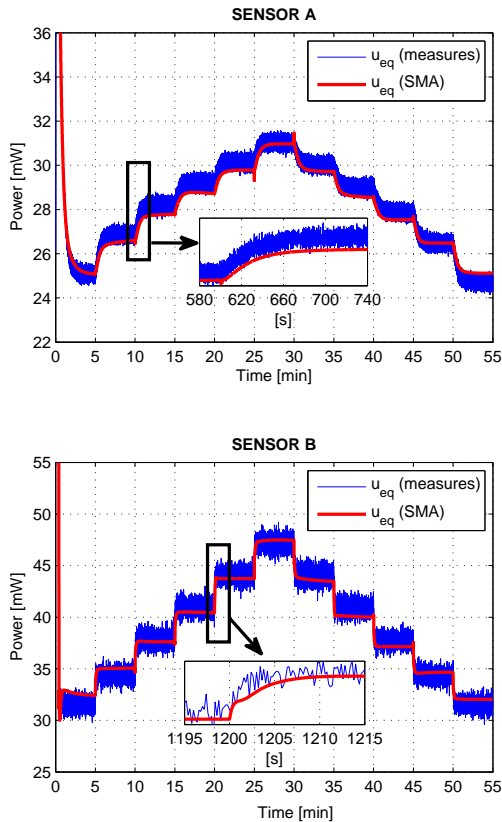 SENSOR A
36
34
32
30
28
26
24
22
Power [mW]
u_eq (measures)
u_eq (SMA)
580 620 660 700 740
[s]
0 5 10 15 20 25 30 35 40 45 50 55
Time [min]
SENSOR B
55
50
45
40
35
30
25
Power [mW]
u_eq (measures)
u_eq (SMA)
1195 1200 1205 1210 1215
[s]
0 5 10 15 20 25 30 35 40 45 50 55
Time [min]